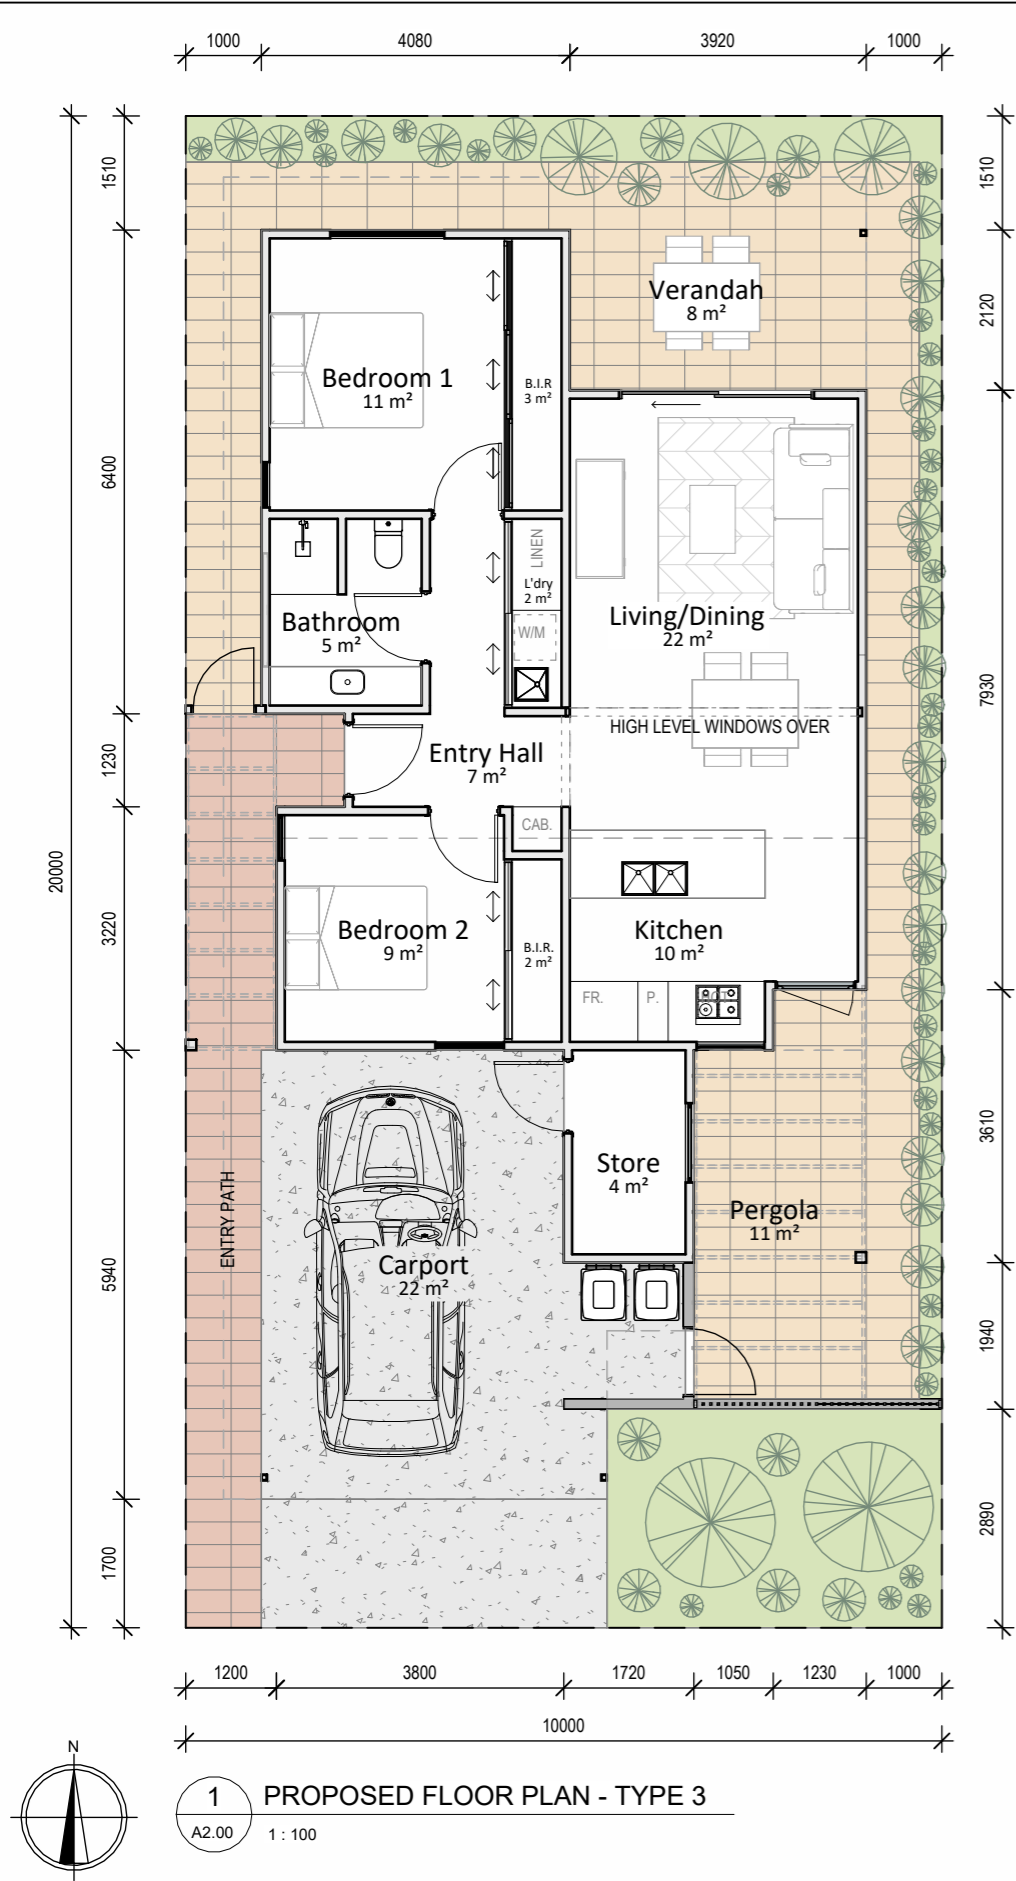 1000
4080
3920
1000
1510
1510
6400
2120
Verandah
8 m²
Bedroom 1
11 m²
B.I.R
3 m²
LINEN
L'dry
2 m²
W/M
Bathroom
5 m²
Living/Dining
22 m²
7930
HIGH LEVEL WINDOWS OVER
1230
Entry Hall
7 m²
CAB.
20000
3220
Bedroom 2
9 m²
B.I.R.
2 m²
Kitchen
10 m²
FR.
P.
3610
Store
4 m²
ENTRY PATH
Pergola
11 m²
5940
Carport
22 m²
1940
2890
1700
1200
3800
1720
1050
1230
1000
10000
N
1
PROPOSED FLOOR PLAN - TYPE 3
A2.00
1 : 100